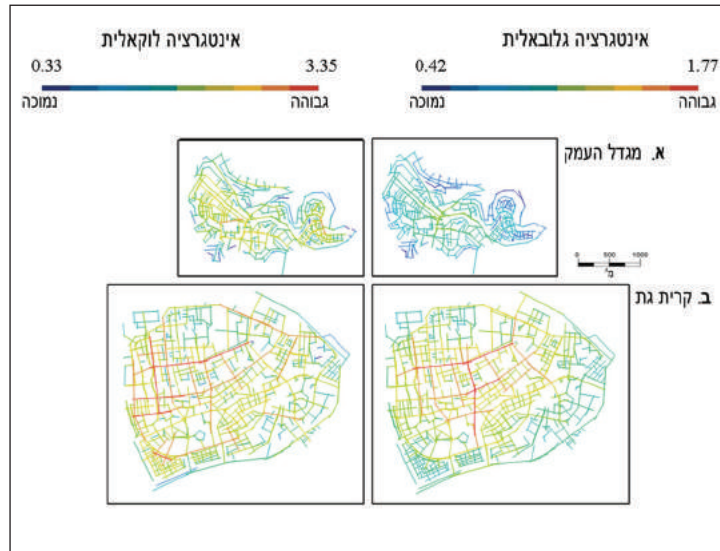 אינטגרציה גלובאלית
0.42 1.77
נמוכה גבוהה
אינטגרציה לוקאלית
0.33 3.35
נמוכה גבוהה
א. מגדל העמק
0 500 1000
מ'
ב. קרית גת